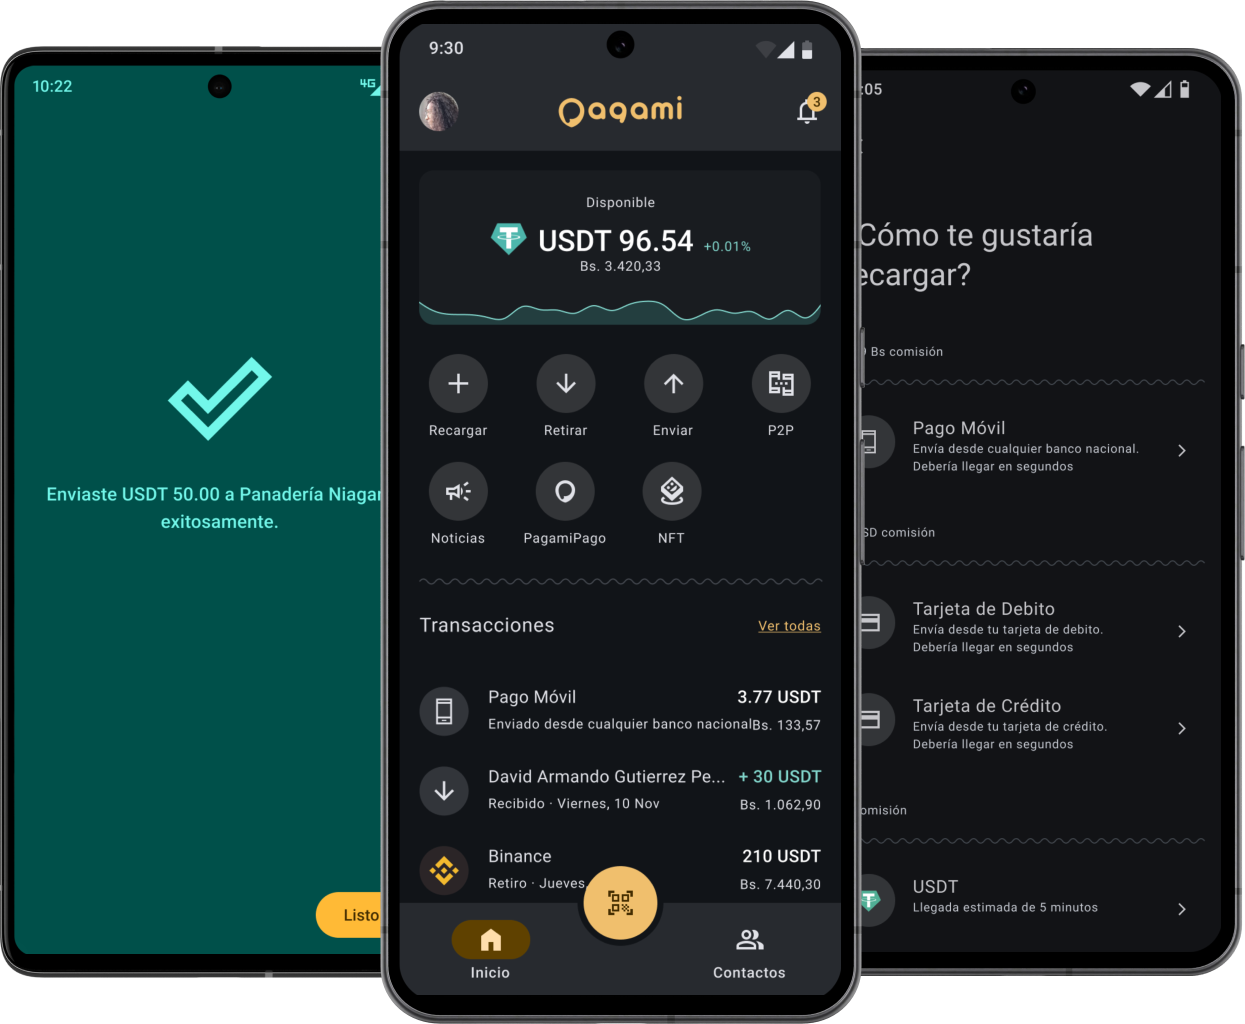 10:22
4G
Enviaste USDT 50.00 a Panadería Niagar
exitosamente.
Listo
9:30
Pagami
3
Disponible
USDT 96.54 +0.01%
Bs. 3.420,33
Recargar Retirar Enviar P2P
Noticias PagamiPago NFT
Transacciones Ver todas
Pago Móvil 3.77 USDT
Enviado desde cualquier banco nacional Bs. 133,57
David Armando Gutierrez Pe... + 30 USDT
Recibido · Viernes, 10 Nov Bs. 1.062,90
Binance 210 USDT
Retiro · Jueves, Bs. 7.440,30
Inicio Contactos
:05
Cómo te gustaría
ecargar?
Bs comisión
Pago Móvil
Envía desde cualquier banco nacional.
Debería llegar en segundos
SD comisión
Tarjeta de Debito
Envía desde tu tarjeta de debito.
Debería llegar en segundos
Tarjeta de Crédito
Envía desde tu tarjeta de crédito.
Debería llegar en segundos
omisión
USDT
Llegada estimada de 5 minutos